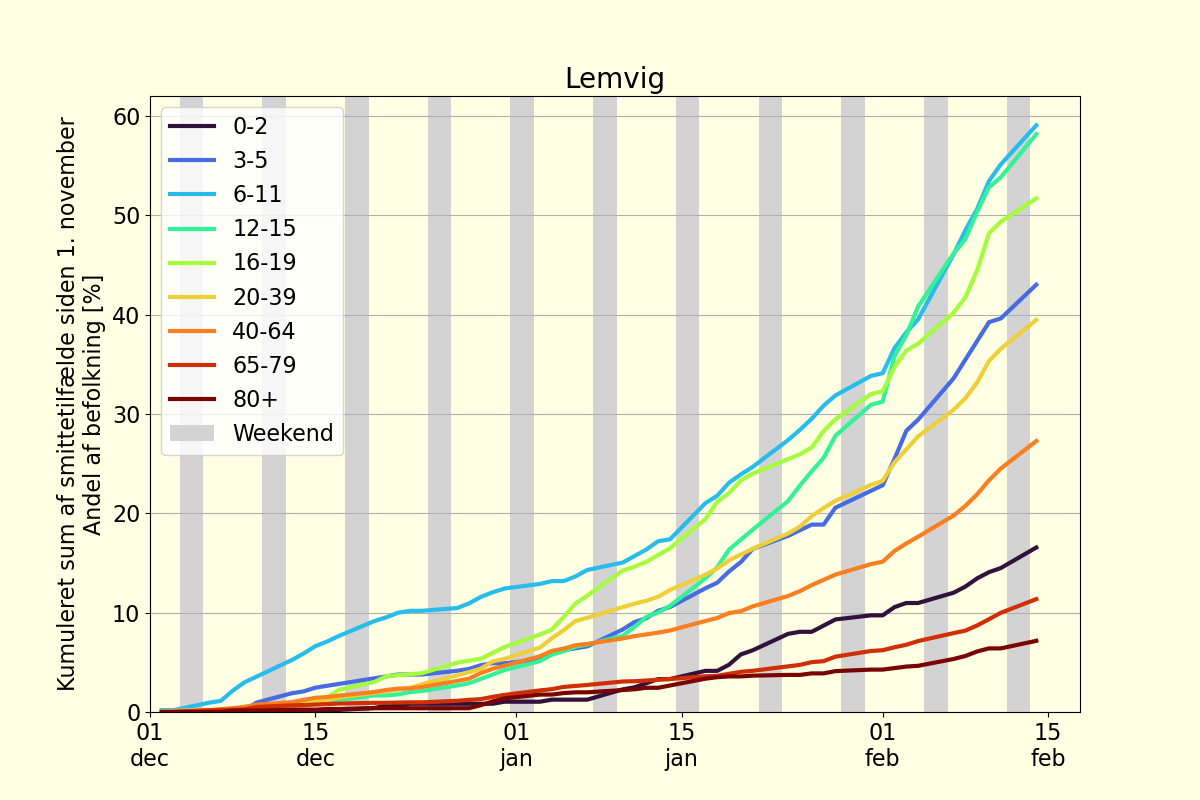 Lemvig
Kumuleret sum af smittetilfælde siden 1. november
Andel af befolkning [%]
60
50
40
30
20
10
0
0-2
3-5
6-11
12-15
16-19
20-39
40-64
65-79
80+
Weekend
01
dec
15
dec
01
jan
15
jan
01
feb
15
feb